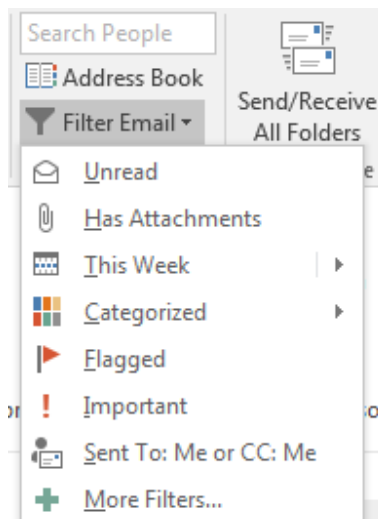 Search People
Address Book
Filter Email
Send/Receive
All Folders
Unread
Has Attachments
This Week
Categorized
Flagged
Important
Sent To: Me or CC: Me
More Filters...